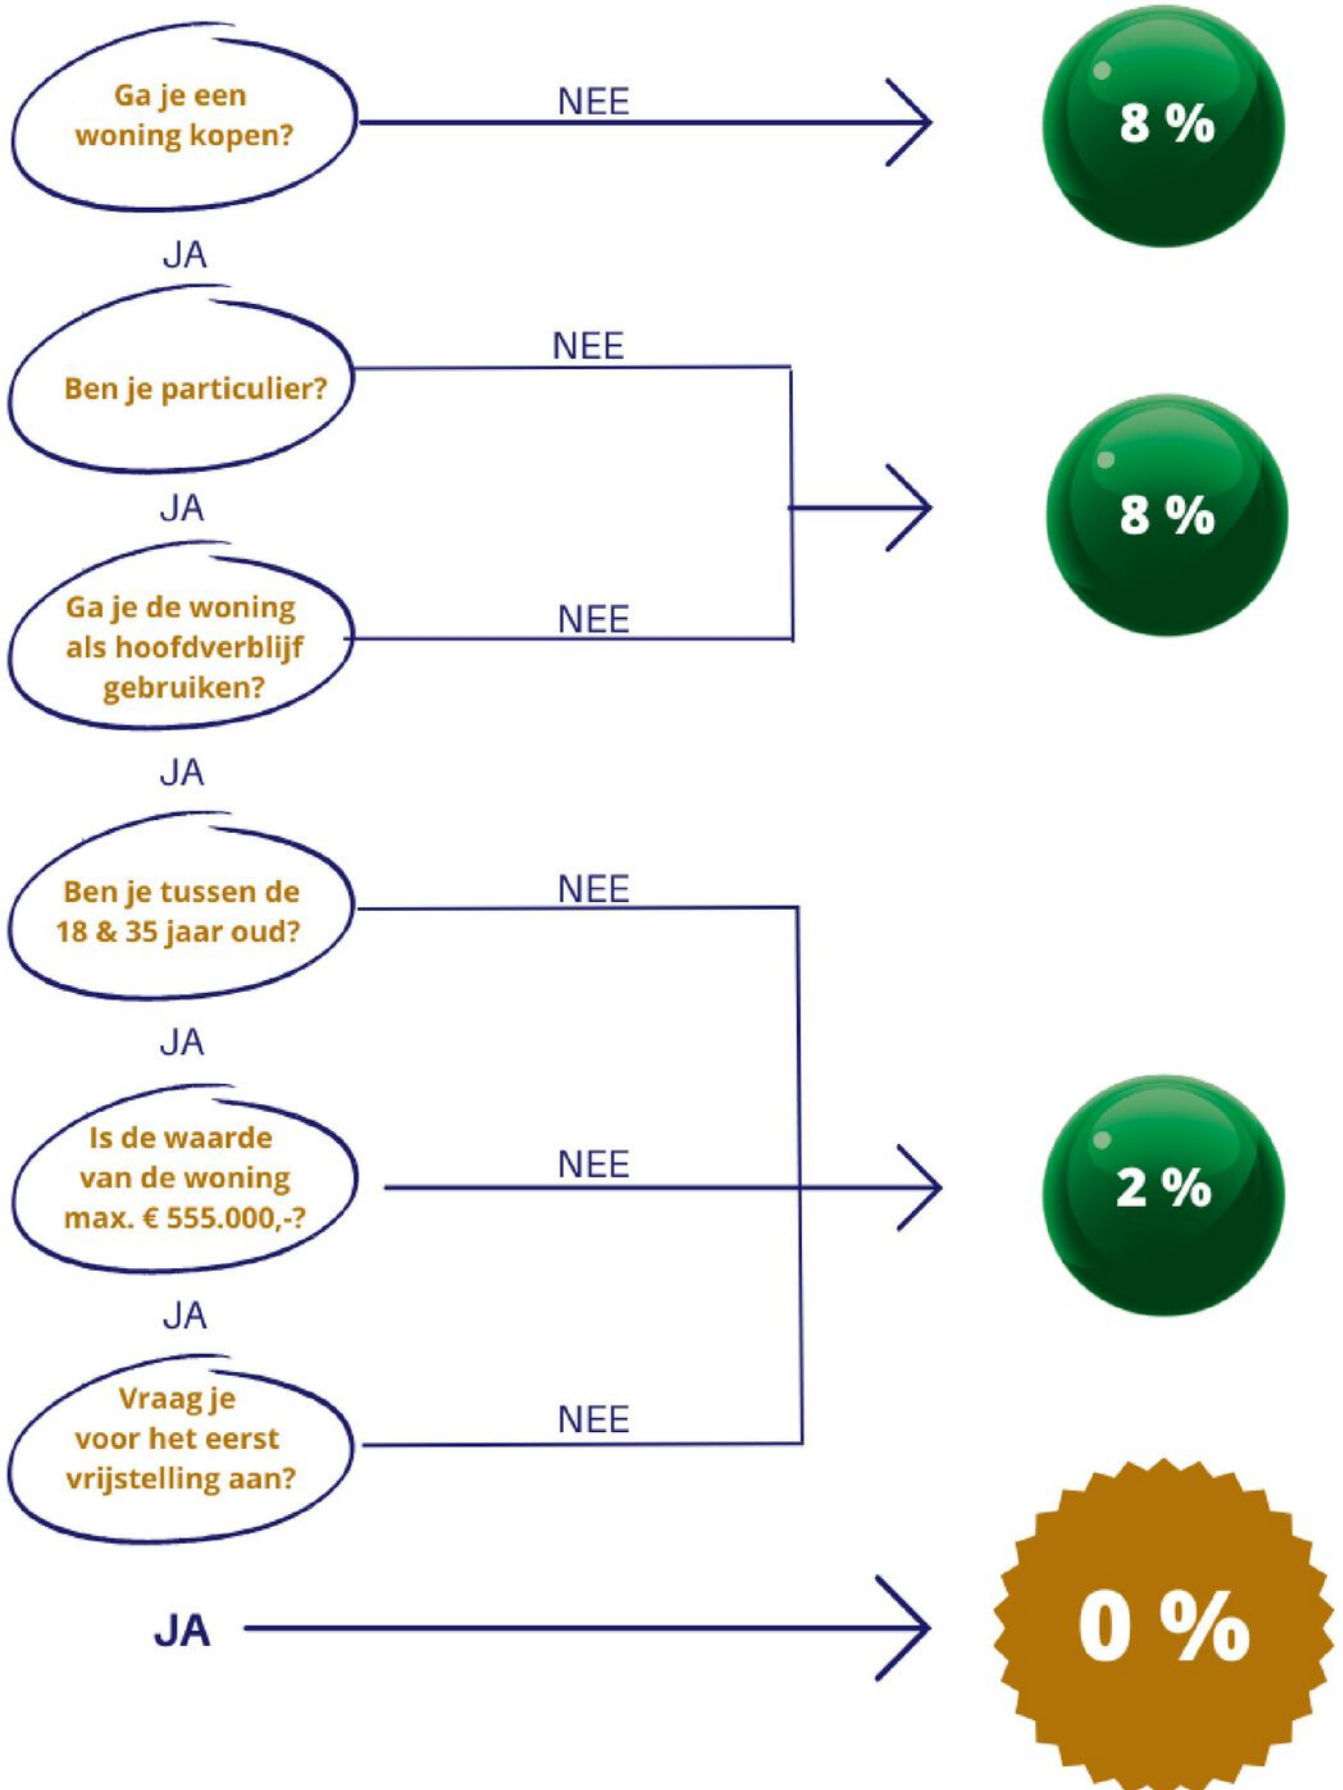 Ga je een
woning kopen?
NEE
8 %
JA
Ben je particulier?
NEE
8 %
JA
Ga je de woning
als hoofdverblijf
gebruiken?
NEE
JA
Ben je tussen de
18 & 35 jaar oud?
NEE
JA
Is de waarde
van de woning
max. € 555.000,-?
NEE
2 %
JA
Vraag je
voor het eerst
vrijstelling aan?
NEE
JA
0 %